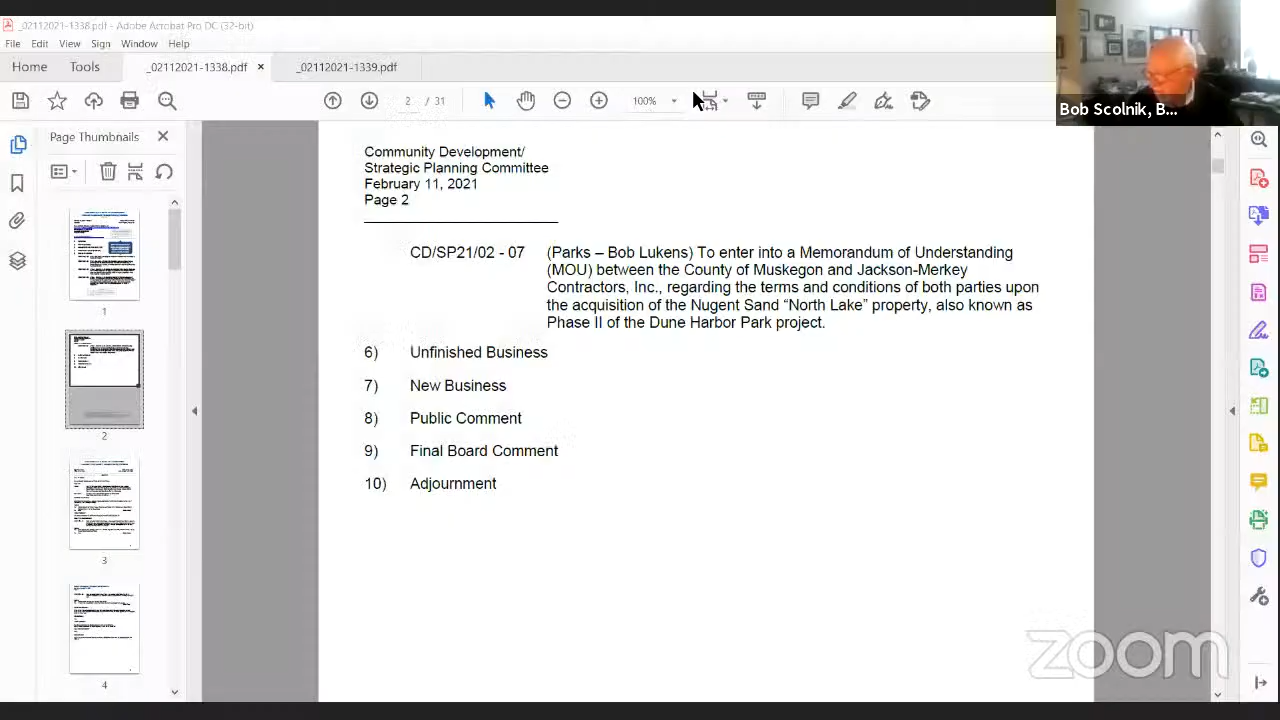 _02112021-1338.pdf - Adobe Acrobat Pro DC (32-bit)
File Edit View Sign Window Help
Home Tools _02112021-1338.pdf × _02112021-1339.pdf
2 / 31 100%
Bob Scolnik, B...
Page Thumbnails
1
2
3
4
Community Development/
Strategic Planning Committee
February 11, 2021
Page 2
CD/SP21/02 - 07 (Parks – Bob Lukens) To enter into a Memorandum of Understanding
(MOU) between the County of Muskegon and Jackson-Merkey
Contractors, Inc., regarding the terms and conditions of both parties upon
the acquisition of the Nugent Sand “North Lake” property, also known as
Phase II of the Dune Harbor Park project.
6) Unfinished Business
7) New Business
8) Public Comment
9) Final Board Comment
10) Adjournment
zoom